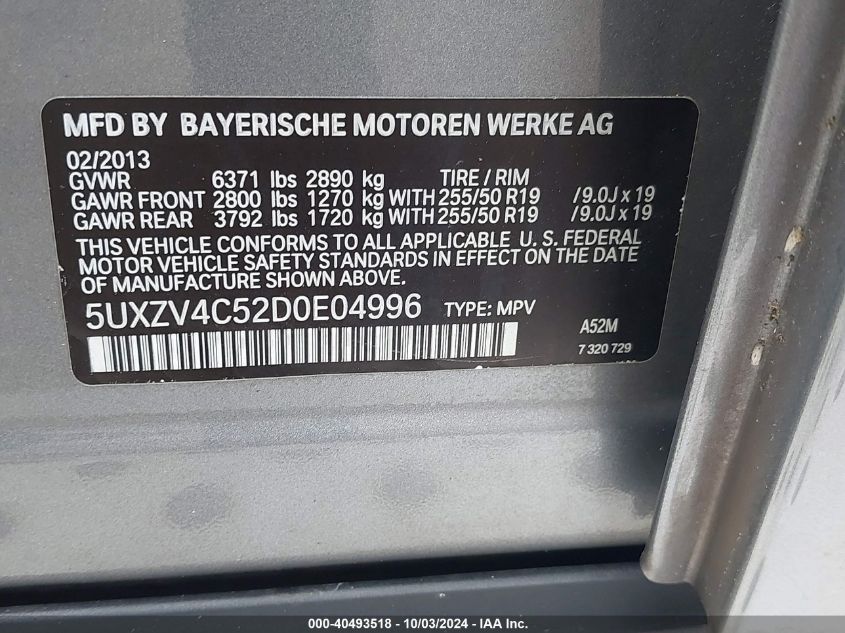 MFD BY BAYERISCHE MOTOREN WERKE AG
02/2013
GVWR 6371 lbs 2890 kg TIRE / RIM
GAWR FRONT 2800 lbs 1270 kg WITH 255/50 R19 /9.0J x 19
GAWR REAR 3792 lbs 1720 kg WITH 255/50 R19 /9.0J x 19
THIS VEHICLE CONFORMS TO ALL APPLICABLE U. S. FEDERAL
MOTOR VEHICLE SAFETY STANDARDS IN EFFECT ON THE DATE
OF MANUFACTURE SHOWN ABOVE.
5UXZV4C52D0E04996 TYPE: MPV
A52M
7 320 729
000-40493518 - 10/03/2024 - IAA Inc.